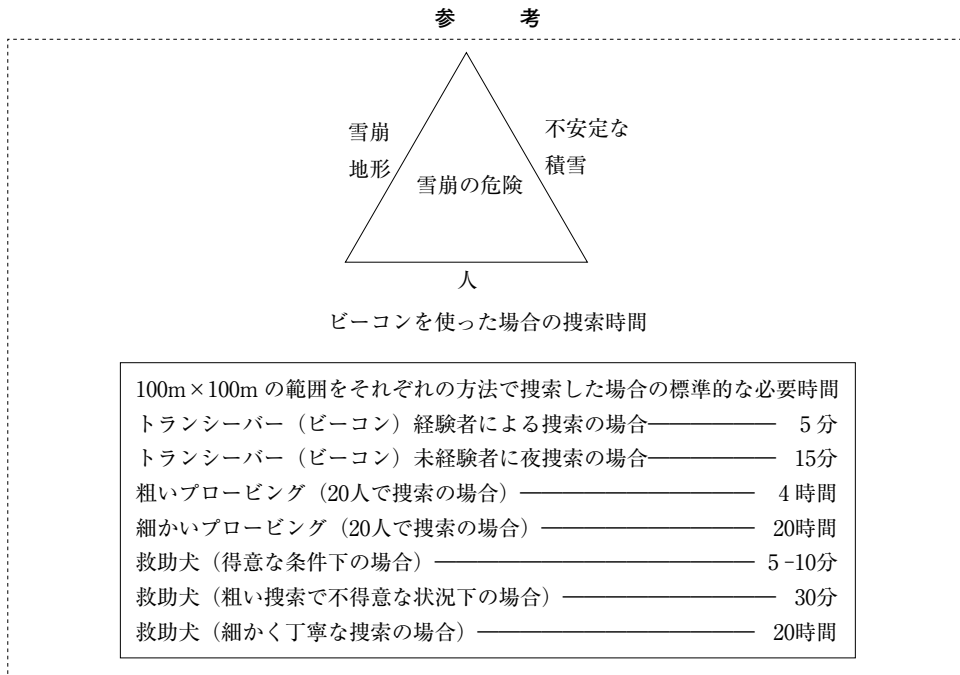 参 考
雪崩
地形
不安定な
積雪
雪崩の危険
人
ビーコンを使った場合の捜索時間
100m×100m の範囲をそれぞれの方法で捜索した場合の標準的な必要時間
トランシーバー（ビーコン）経験者による捜索の場合――――――― 5分
トランシーバー（ビーコン）未経験者に夜捜索の場合――――――― 15分
粗いプロービング（20人で捜索の場合）――――――――――――― 4時間
細かいプロービング（20人で捜索の場合）―――――――――――― 20時間
救助犬（得意な条件下の場合）――――――――――――――――― 5-10分
救助犬（粗い捜索で不得意な状況下の場合）――――――――――― 30分
救助犬（細かく丁寧な捜索の場合）――――――――――――――― 20時間